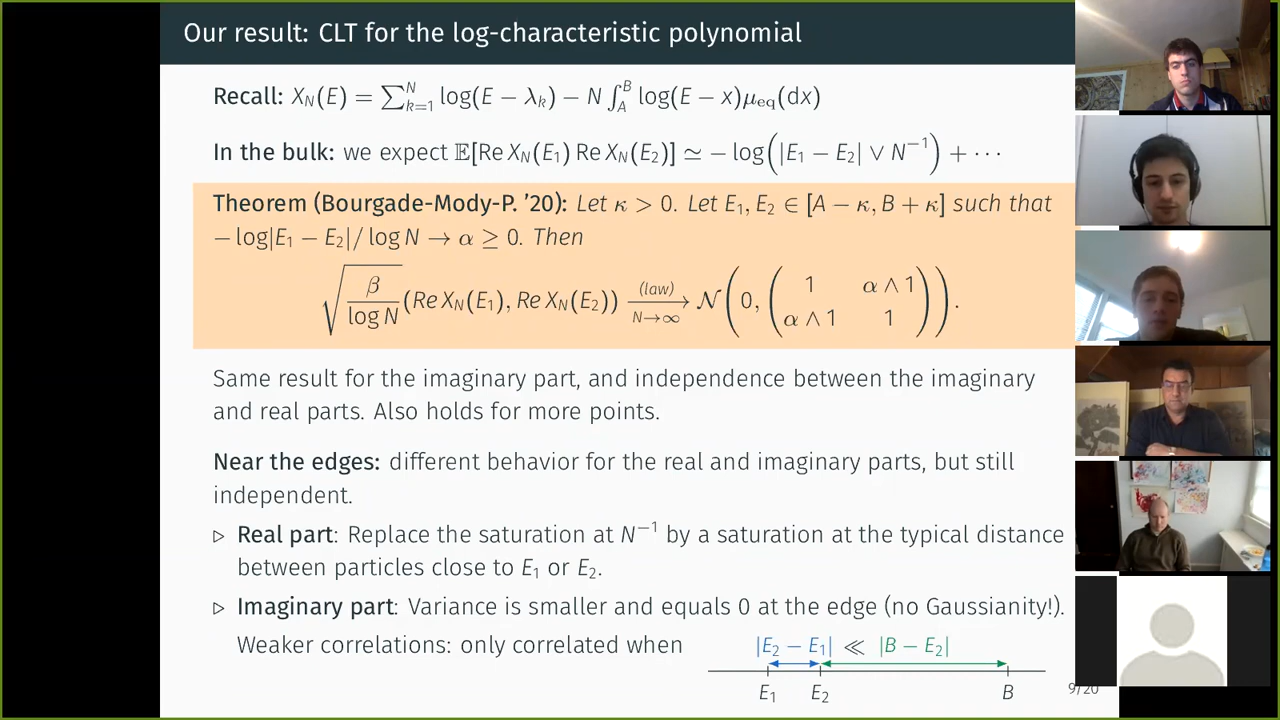 Our result: CLT for the log-characteristic polynomial
Recall: X_N(E) = ∑_{k=1}^{N} log(E − λ_k) − N ∫_A^B log(E − x)μ_eq(dx)
In the bulk: we expect 𝔼[Re X_N(E_1) Re X_N(E_2)] ≃ − log(|E_1 − E_2| ∨ N^{−1}) + ⋯
Theorem (Bourgade-Mody-P. '20): Let κ > 0. Let E_1, E_2 ∈ [A − κ, B + κ] such that
− log|E_1 − E_2|/ log N → α ≥ 0. Then
√(β / log N) (Re X_N(E_1), Re X_N(E_2)) →^{(law)}_{N→∞} 𝒩(0, (1 α ∧ 1; α ∧ 1 1)).
Same result for the imaginary part, and independence between the imaginary
and real parts. Also holds for more points.
Near the edges: different behavior for the real and imaginary parts, but still
independent.
▷ Real part: Replace the saturation at N^{−1} by a saturation at the typical distance
between particles close to E_1 or E_2.
▷ Imaginary part: Variance is smaller and equals 0 at the edge (no Gaussianity!).
Weaker correlations: only correlated when |E_2 − E_1| ≪ |B − E_2|
E_1 E_2 B
9/20